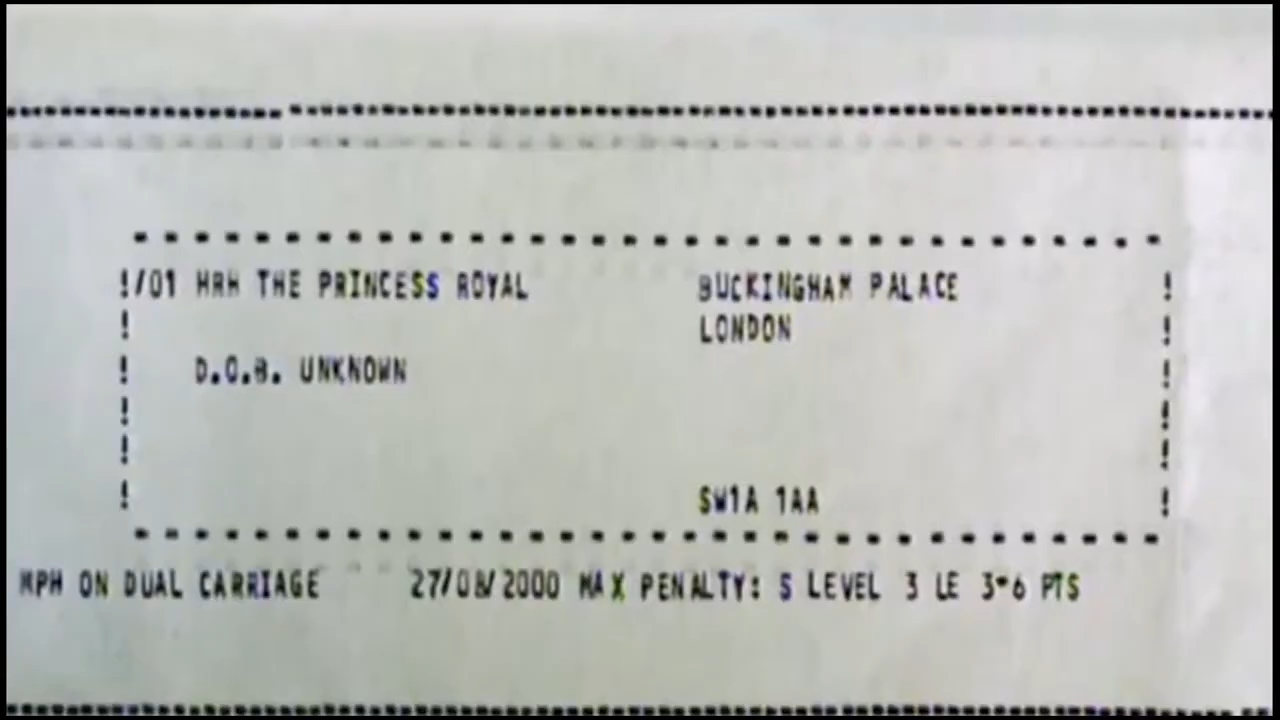 !/01 HRH THE PRINCESS ROYAL BUCKINGHAM PALACE !
! LONDON !
! D.O.B. UNKNOWN !
! !
! !
! SW1A 1AA !
MPH ON DUAL CARRIAGE 27/08/2000 MAX PENALTY: S LEVEL 3 LE 3*6 PTS